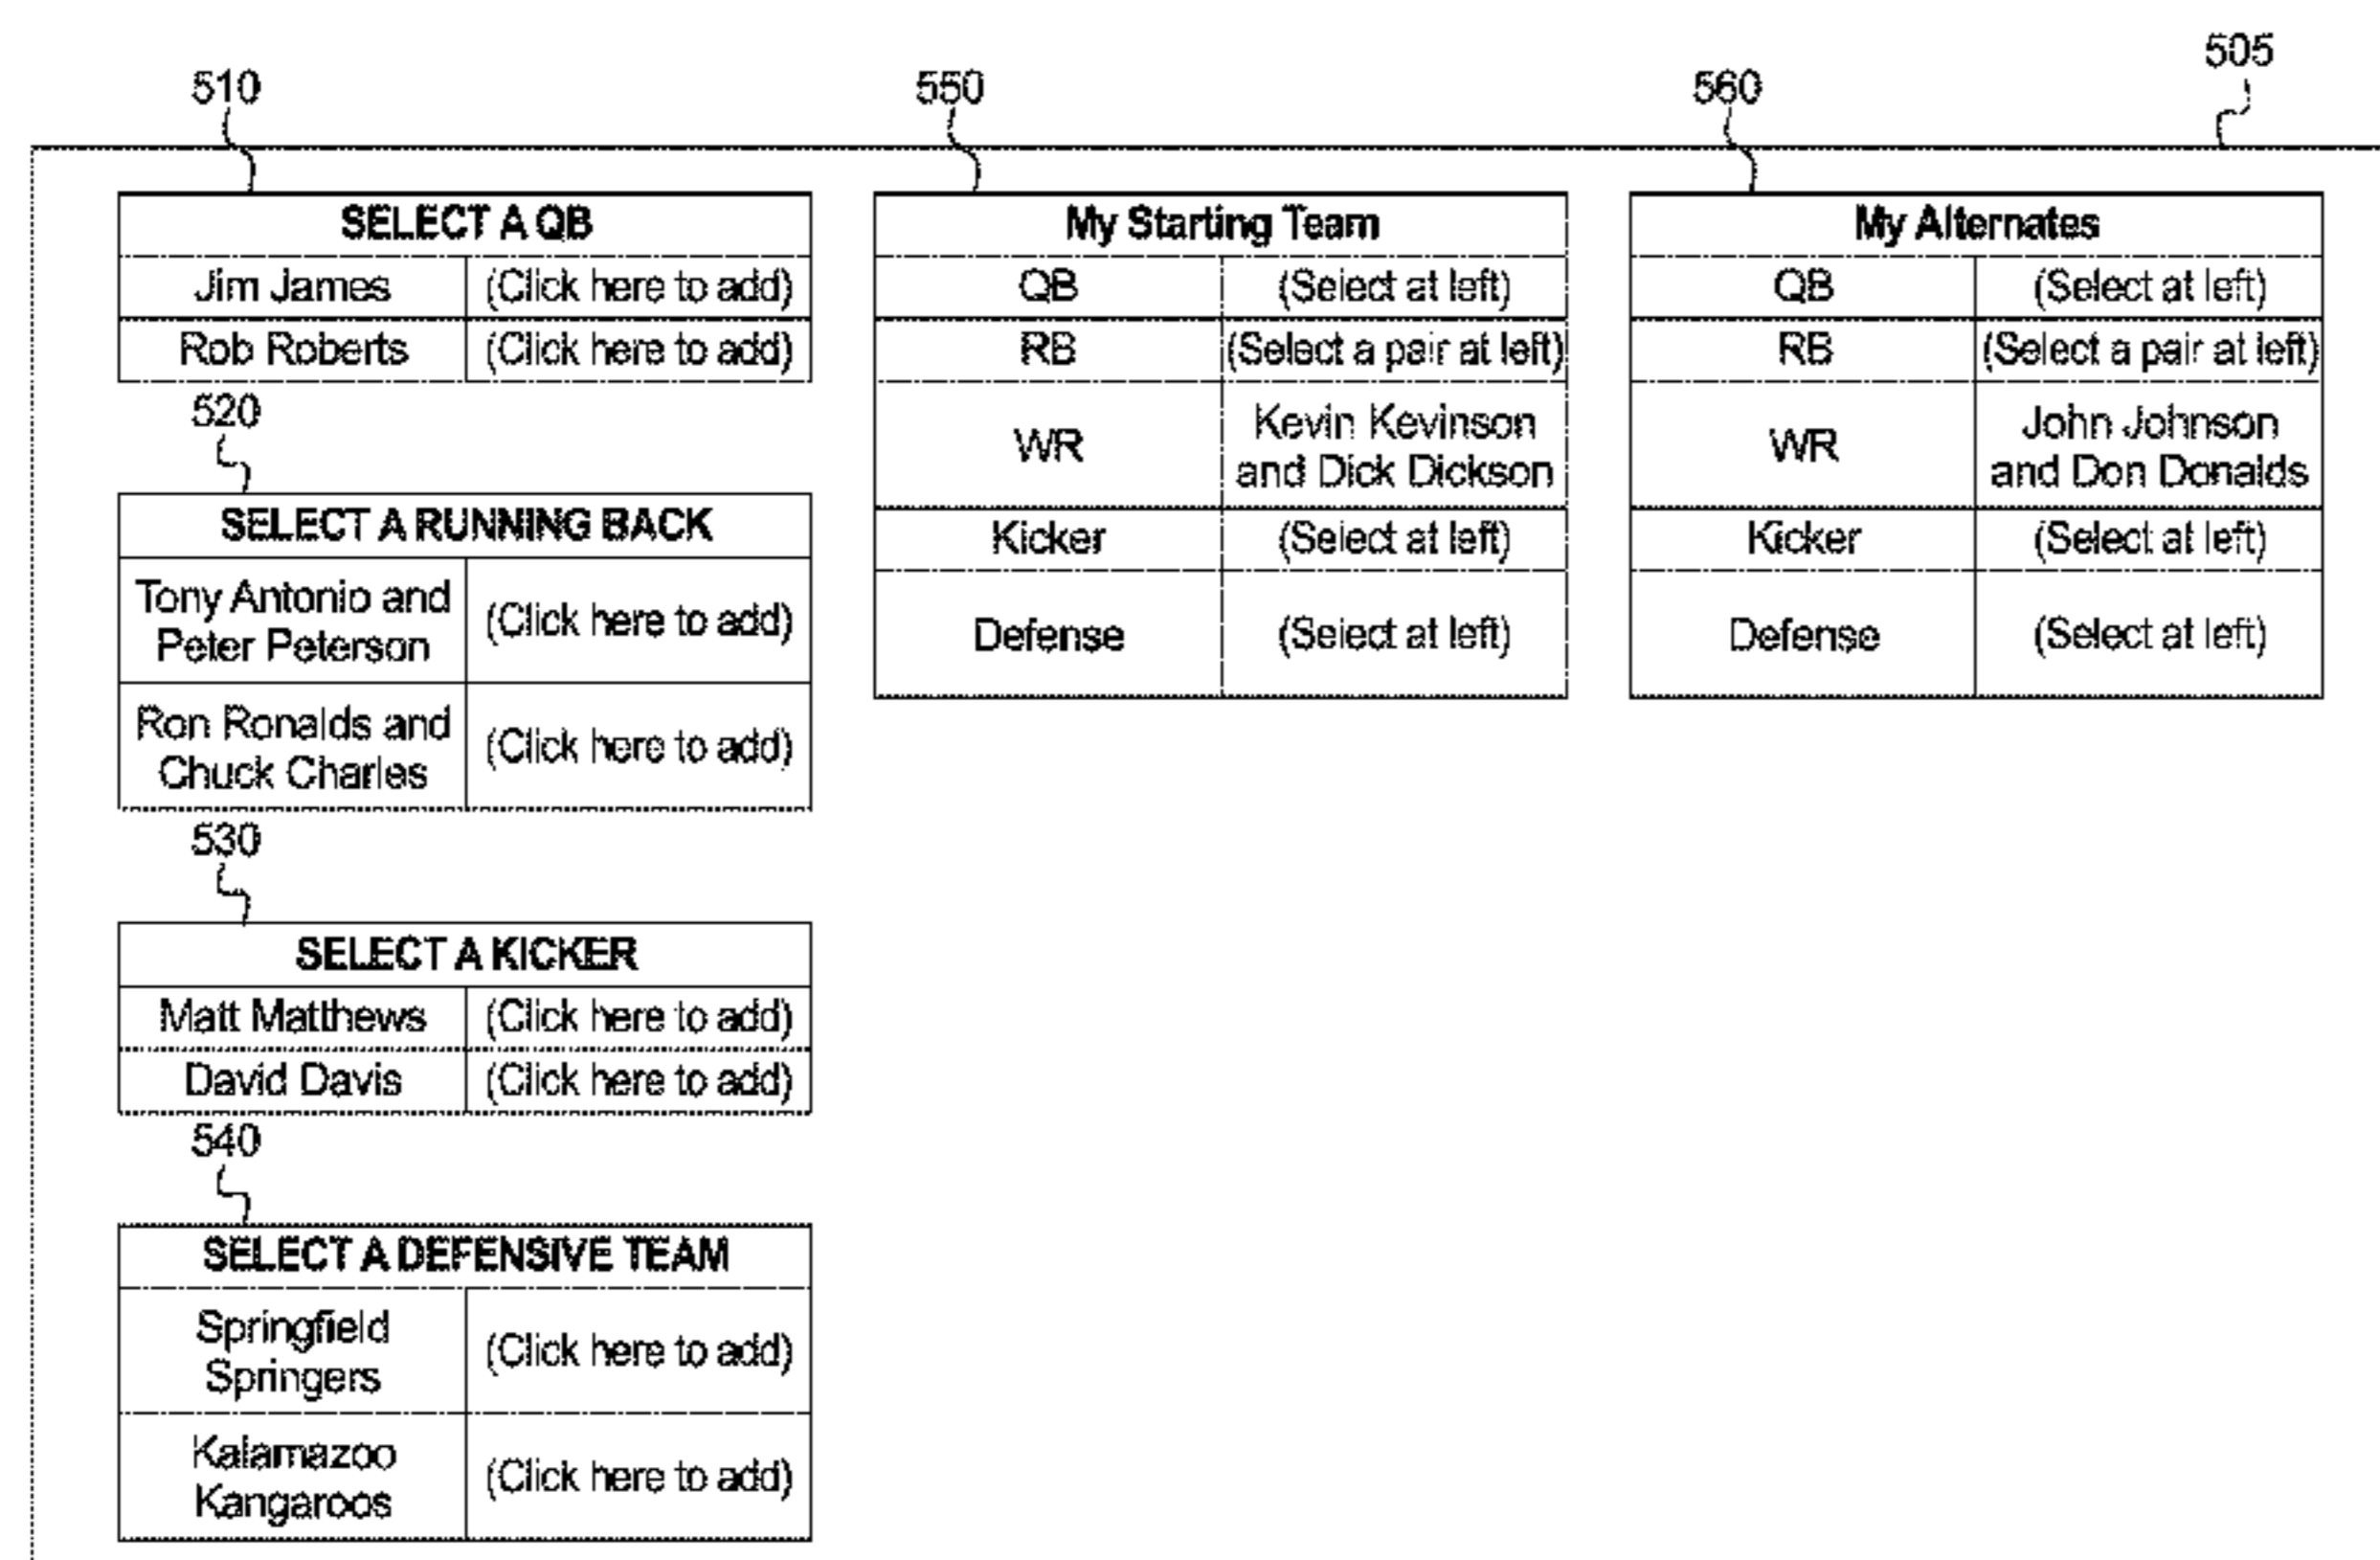 505
510
550
560
SELECT A QB
Jim James (Click here to add)
Rob Roberts (Click here to add)
520
SELECT A RUNNING BACK
Tony Antonio and
Peter Peterson
(Click here to add)
Ron Ronalds and
Chuck Charles
(Click here to add)
530
SELECT A KICKER
Matt Matthews (Click here to add)
David Davis (Click here to add)
540
SELECT A DEFENSIVE TEAM
Springfield
Springers
(Click here to add)
Kalamazoo
Kangaroos
(Click here to add)
My Starting Team
QB (Select at left)
RB (Select a pair at left)
WR
Kevin Kevinson
and Dick Dickson
Kicker (Select at left)
Defense (Select at left)
My Alternates
QB (Select at left)
RB (Select a pair at left)
WR
John Johnson
and Don Donalds
Kicker (Select at left)
Defense (Select at left)